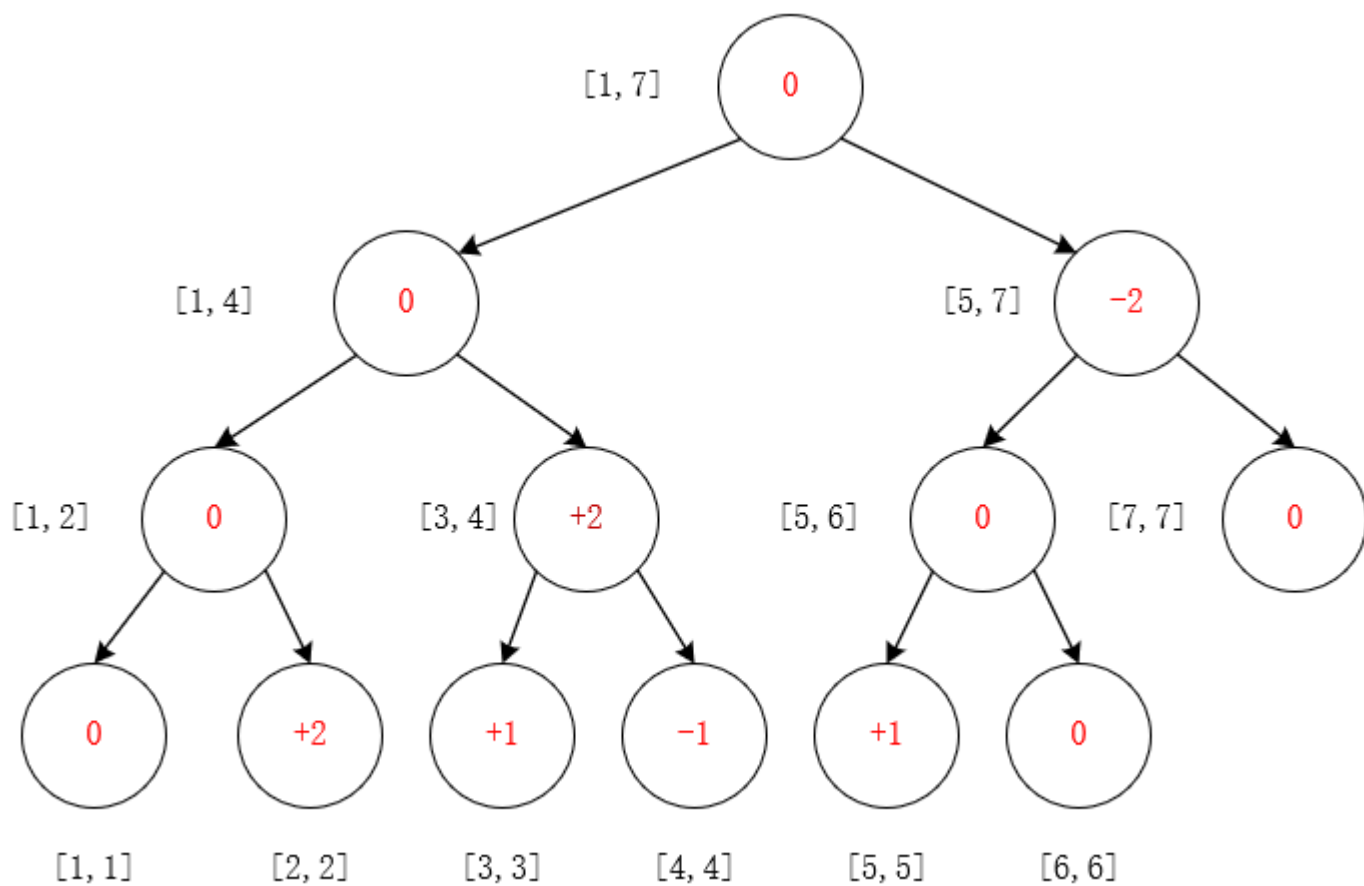 [1,7] 0
[1,4] 0 [5,7] -2
[1,2] 0 [3,4] +2 [5,6] 0 [7,7] 0
0 +2 +1 -1 +1 0
[1,1] [2,2] [3,3] [4,4] [5,5] [6,6]